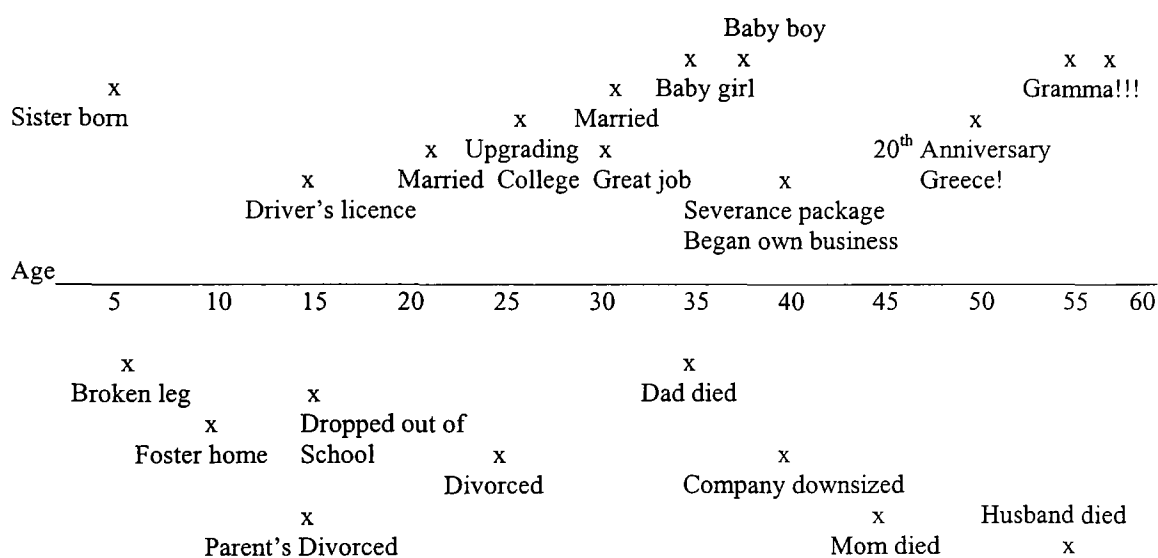 Baby boy
x x x x
x x Baby girl Gramma!!!
Sister born x Married x
x Upgrading x 20th Anniversary
x Married College Great job x Greece!
Driver's licence Severance package
Began own business
Age
5 10 15 20 25 30 35 40 45 50 55 60
x x
Broken leg x Dad died
x Dropped out of
Foster home School x x
Divorced Company downsized
x x Husband died
Parent's Divorced Mom died x